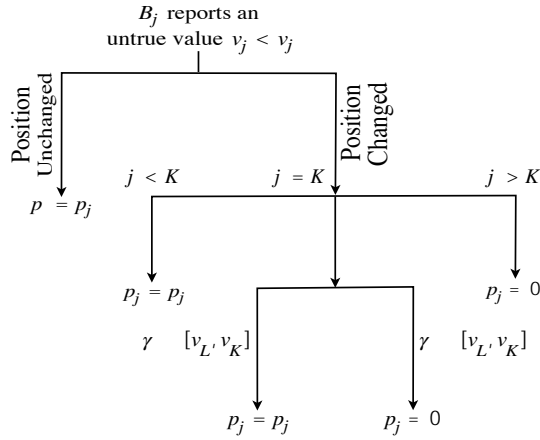 B_j reports an
untrue value v_j < v_j
Position
Unchanged
Position
Changed
j < K
j = K
j > K
p = p_j
p_j = p_j
p_j = 0
γ [v_L, v_K]
γ [v_L, v_K]
p_j = p_j
p_j = 0